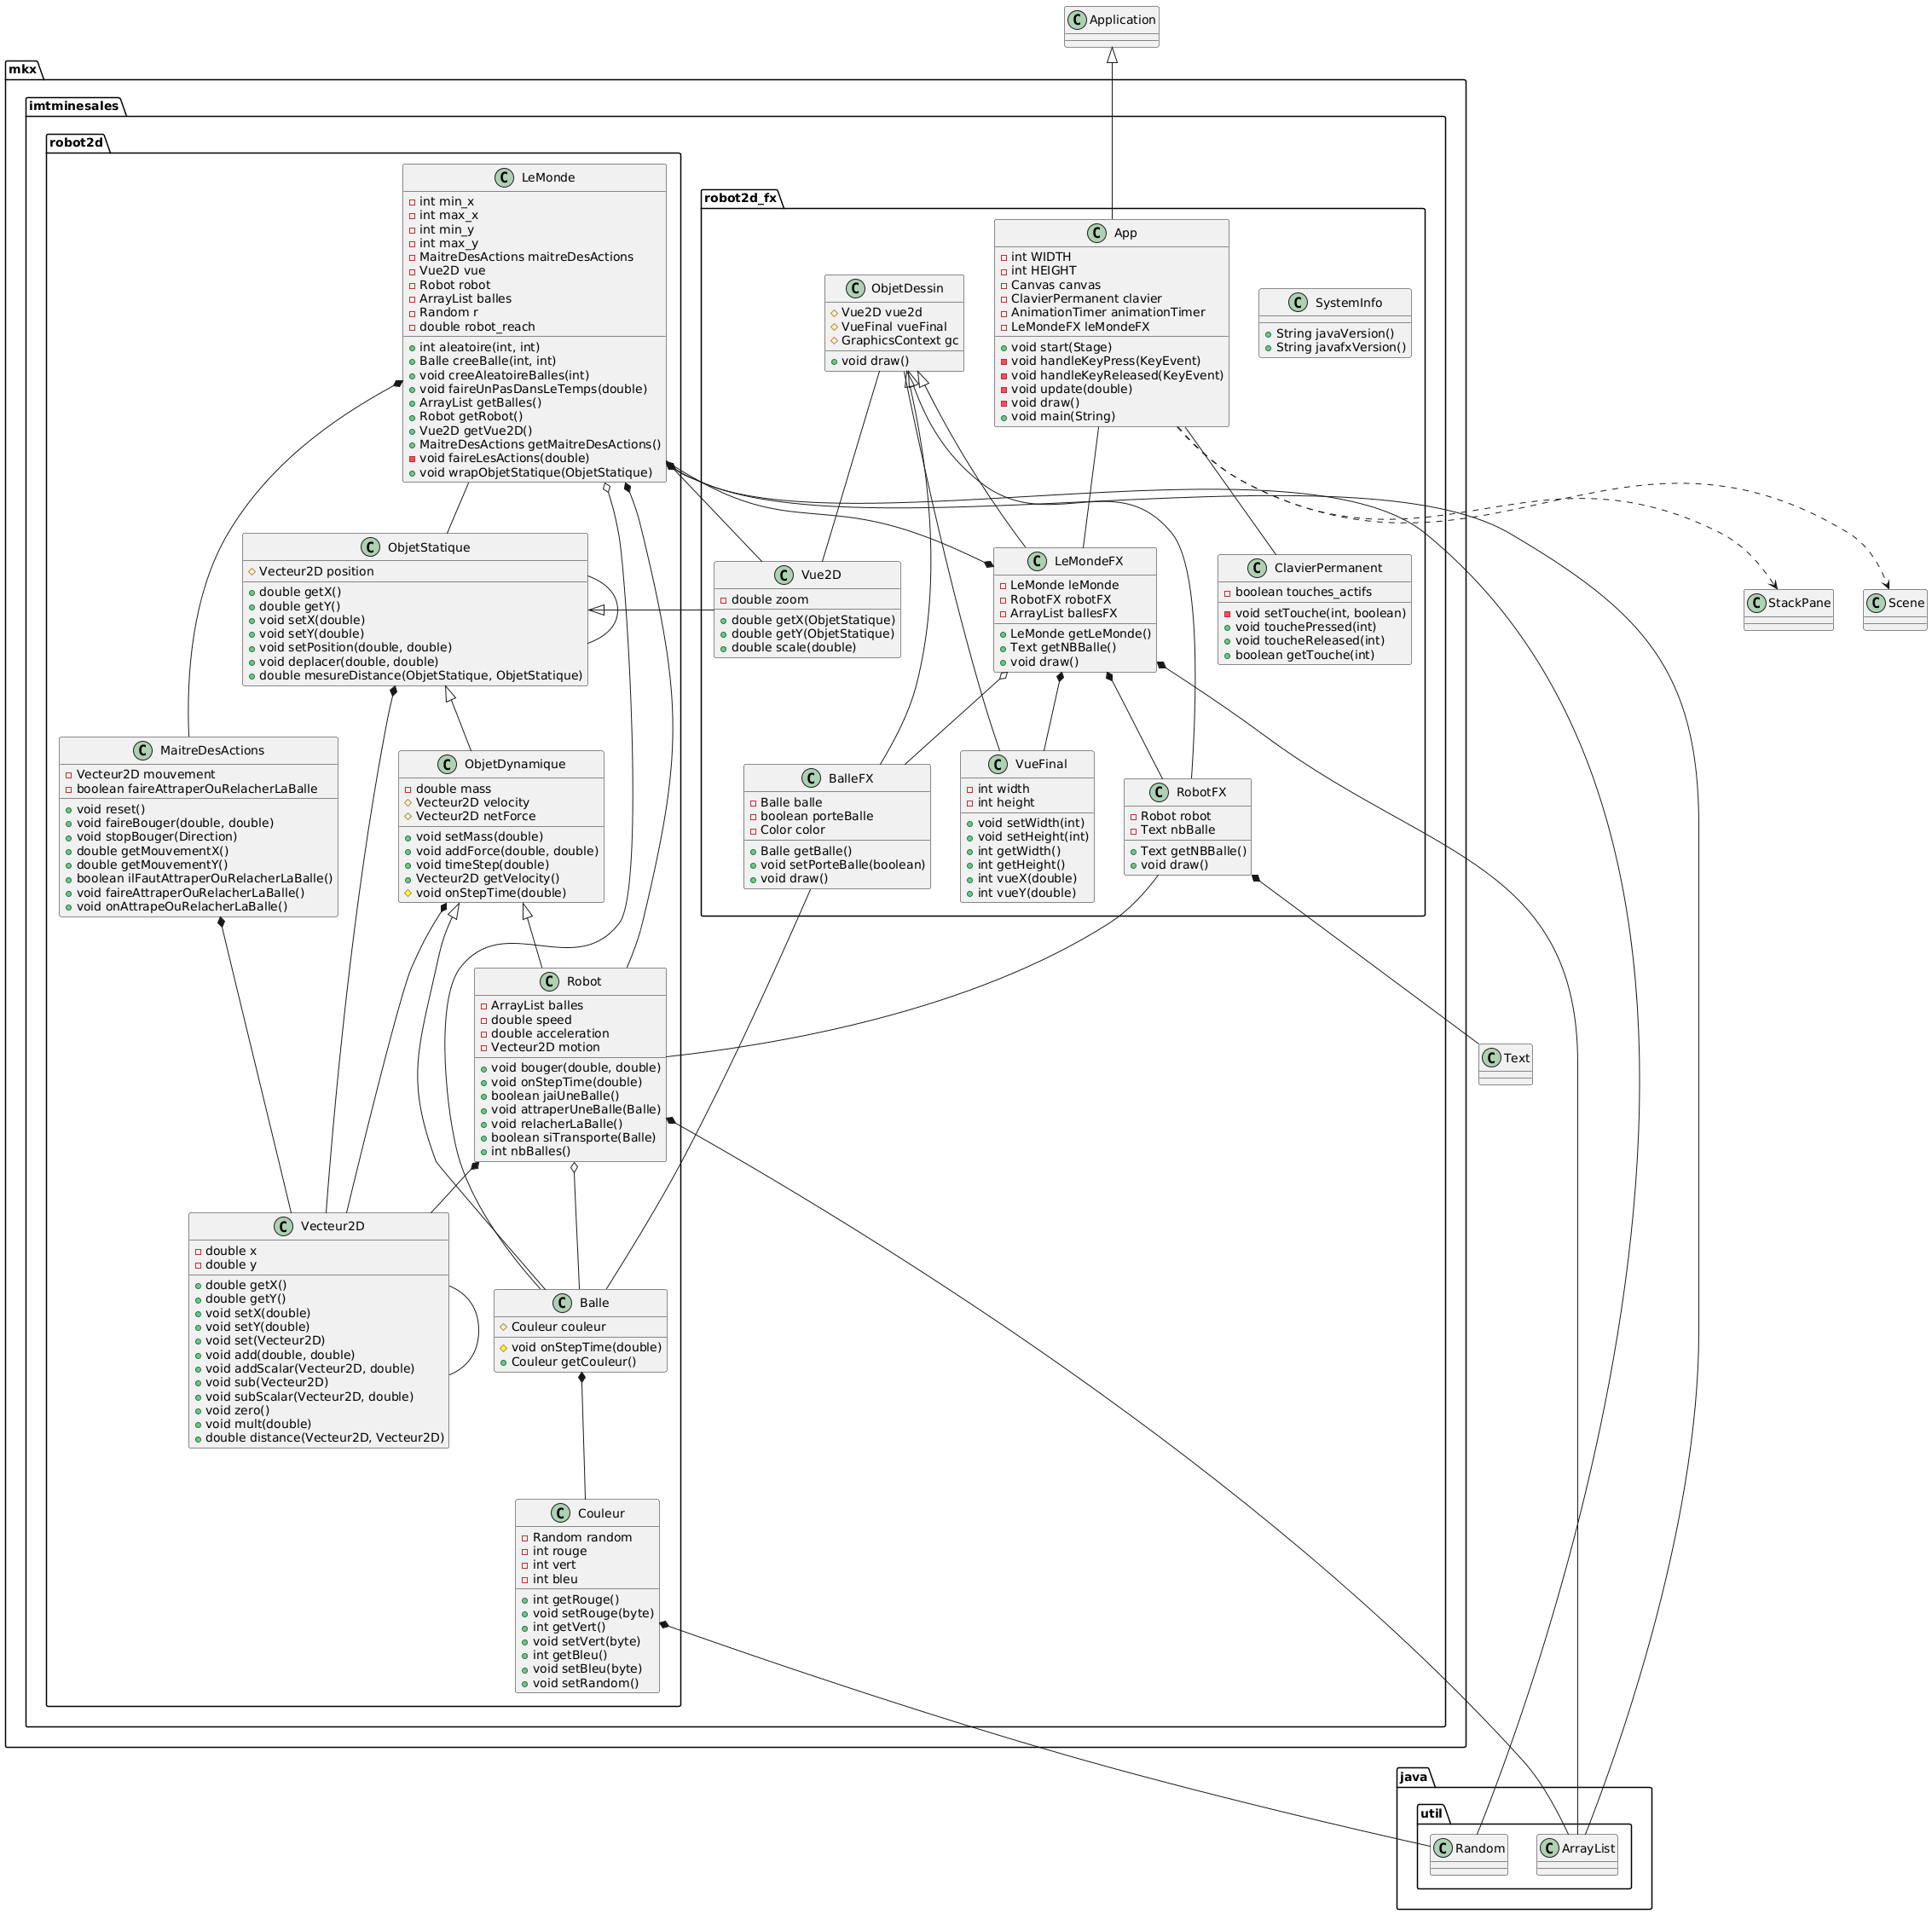 Application
mkx
imtminesales
robot2d
LeMonde
int min_x
int max_x
int min_y
int max_y
MaitreDesActions maitreDesActions
Vue2D vue
Robot robot
ArrayList balles
Random r
double robot_reach
int aleatoire(int, int)
Balle creeBalle(int, int)
void creeAleatoireBalles(int)
void faireUnPasDansLeTemps(double)
ArrayList getBalles()
Robot getRobot()
Vue2D getVue2D()
MaitreDesActions getMaitreDesActions()
void faireLesActions(double)
void wrapObjetStatique(ObjetStatique)
robot2d_fx
App
int WIDTH
int HEIGHT
Canvas canvas
ClavierPermanent clavier
AnimationTimer animationTimer
LeMondeFX leMondeFX
void start(Stage)
void handleKeyPress(KeyEvent)
void handleKeyReleased(KeyEvent)
void update(double)
void draw()
void main(String)
ObjetDessin
Vue2D vue2d
VueFinal vueFinal
GraphicsContext gc
void draw()
SystemInfo
String javaVersion()
String javafxVersion()
ObjetStatique
Vecteur2D position
double getX()
double getY()
void setX(double)
void setY(double)
void setPosition(double, double)
void deplacer(double, double)
double mesureDistance(ObjetStatique, ObjetStatique)
Vue2D
double zoom
double getX(ObjetStatique)
double getY(ObjetStatique)
double scale(double)
LeMondeFX
LeMonde leMonde
RobotFX robotFX
ArrayList ballesFX
LeMonde getLeMonde()
Text getNBBalle()
void draw()
ClavierPermanent
boolean touches_actifs
void setTouche(int, boolean)
void touchePressed(int)
void toucheReleased(int)
boolean getTouche(int)
StackPane
Scene
MaitreDesActions
Vecteur2D mouvement
boolean faireAttraperOuRelacherLaBalle
void reset()
void faireBouger(double, double)
void stopBouger(Direction)
double getMouvementX()
double getMouvementY()
boolean ilFautAttraperOuRelacherLaBalle()
void faireAttraperOuRelacherLaBalle()
void onAttrapeOuRelacherLaBalle()
ObjetDynamique
double mass
Vecteur2D velocity
Vecteur2D netForce
void setMass(double)
void addForce(double, double)
void timeStep(double)
Vecteur2D getVelocity()
void onStepTime(double)
BalleFX
Balle balle
boolean porteBalle
Color color
Balle getBalle()
void setPorteBalle(boolean)
void draw()
VueFinal
int width
int height
void setWidth(int)
void setHeight(int)
int getWidth()
int getHeight()
int vueX(double)
int vueY(double)
RobotFX
Robot robot
Text nbBalle
Text getNBBalle()
void draw()
Robot
ArrayList balles
double speed
double acceleration
Vecteur2D motion
void bouger(double, double)
void onStepTime(double)
boolean jaiUneBalle()
void attraperUneBalle(Balle)
void relacherLaBalle()
boolean siTransporte(Balle)
int nbBalles()
Text
Vecteur2D
double x
double y
double getX()
double getY()
void setX(double)
void setY(double)
void set(Vecteur2D)
void add(double, double)
void addScalar(Vecteur2D, double)
void sub(Vecteur2D)
void subScalar(Vecteur2D, double)
void zero()
void mult(double)
double distance(Vecteur2D, Vecteur2D)
Balle
Couleur couleur
void onStepTime(double)
Couleur getCouleur()
Couleur
Random random
int rouge
int vert
int bleu
int getRouge()
void setRouge(byte)
int getVert()
void setVert(byte)
int getBleu()
void setBleu(byte)
void setRandom()
java
util
Random
ArrayList